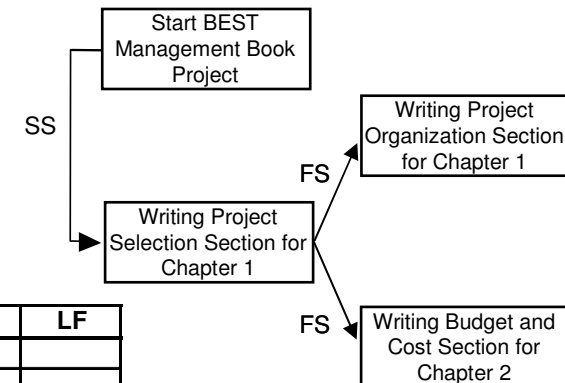 Start BEST
Management Book
Project
SS
Writing Project
Organization Section
for Chapter 1
FS
Writing Project
Selection Section for
Chapter 1
LF
FS
Writing Budget and
Cost Section for
Chapter 2